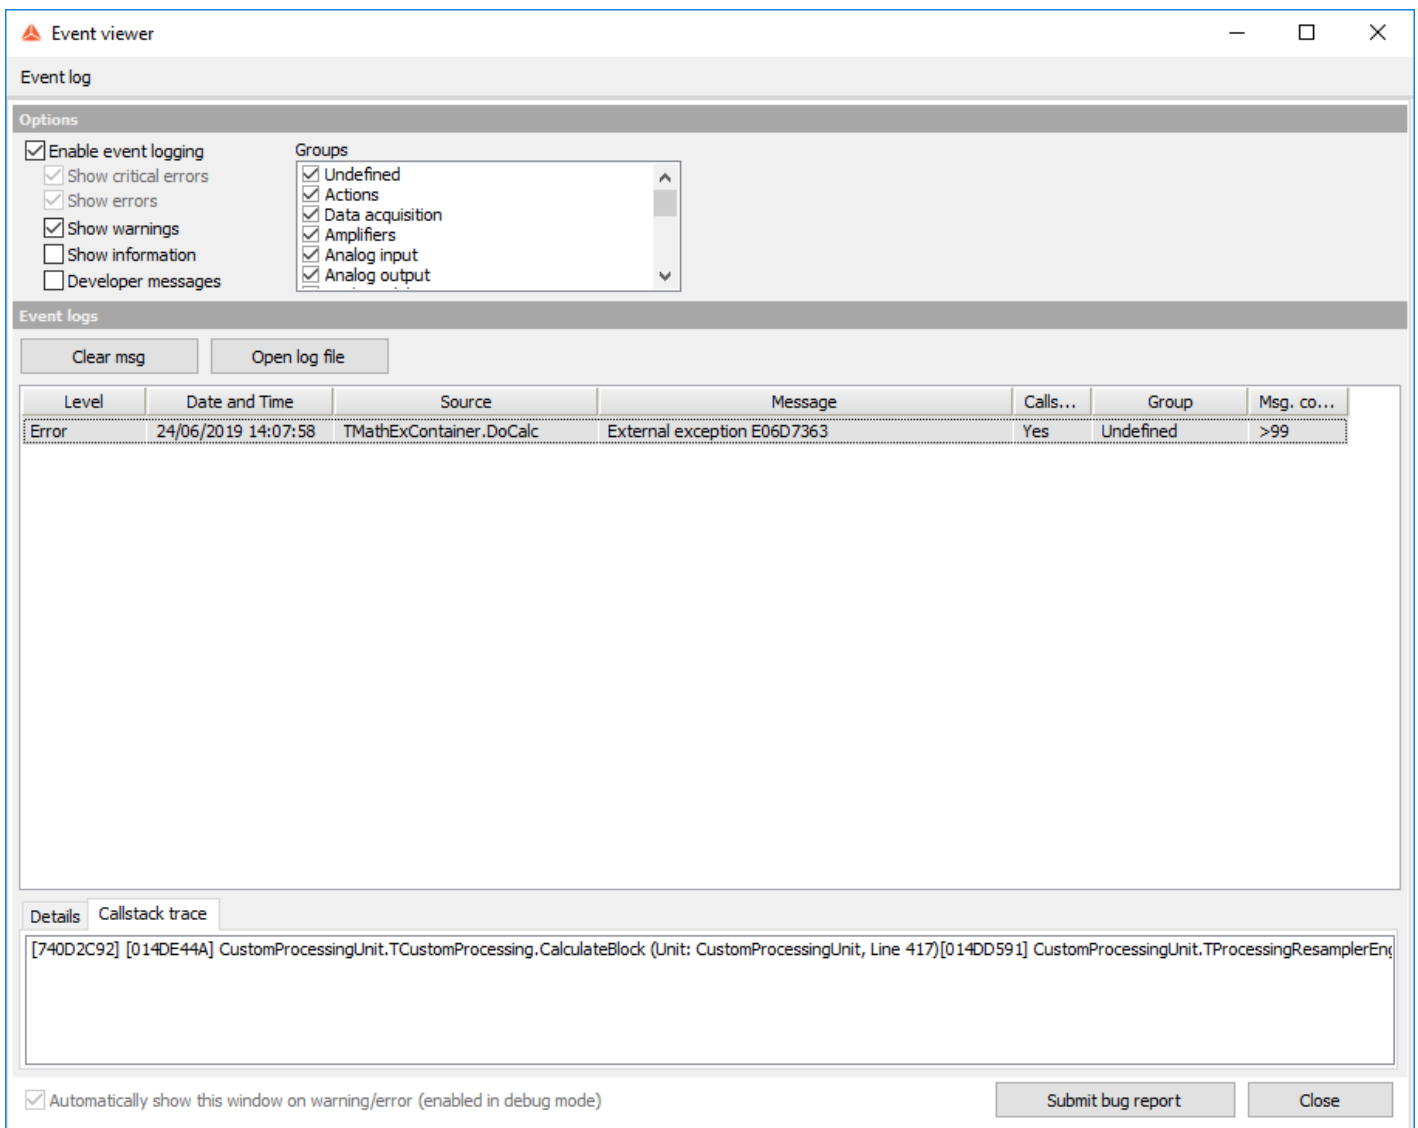 Event viewer
Event log
Options
Enable event logging
Show critical errors
Show errors
Show warnings
Show information
Developer messages
Groups
Undefined
Actions
Data acquisition
Amplifiers
Analog input
Analog output
Event logs
Clear msg Open log file
Level Date and Time Source Message Calls... Group Msg. co...
Error 24/06/2019 14:07:58 TMathExContainer.DoCalc External exception E06D7363 Yes Undefined >99
Details Callstack trace
[740D2C92] [014DE44A] CustomProcessingUnit.TCustomProcessing.CalculateBlock (Unit: CustomProcessingUnit, Line 417)[014DD591] CustomProcessingUnit.TProcessingResamplerEng
Automatically show this window on warning/error (enabled in debug mode)
Submit bug report Close